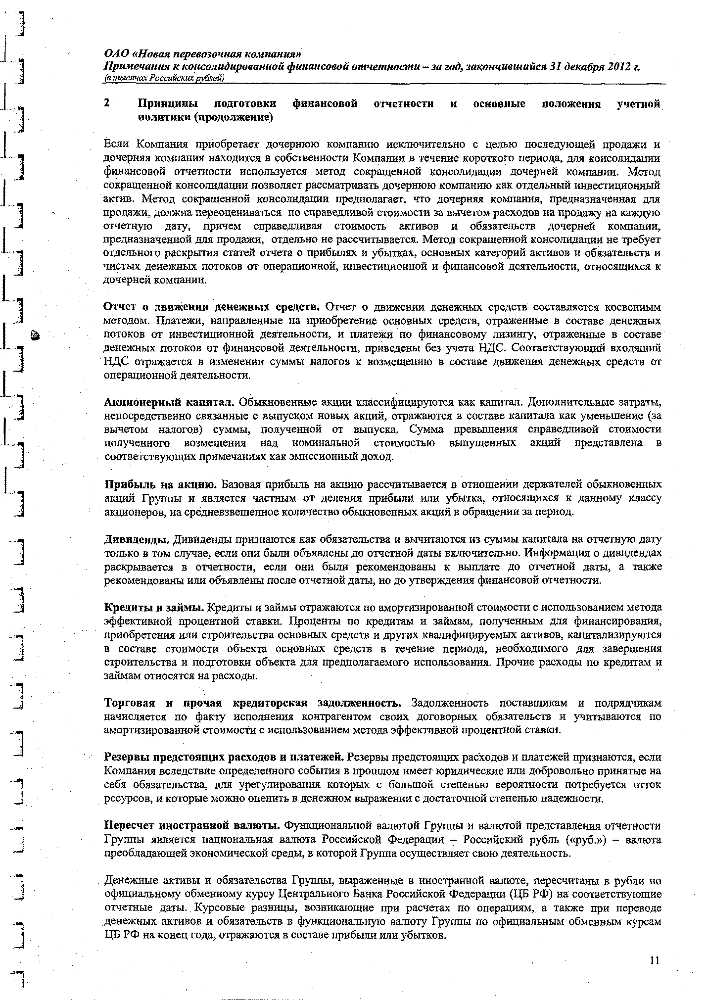 ОАО «Новая перевозочная компания»
Примечания к консолидированной финансовой отчетности – за год, закончившийся 31 декабря 2012 г.
(в тысячах Российских рублей)
2 Принципы подготовки финансовой отчетности и основные положения учетной
политики (продолжение)
Если Компания приобретает дочернюю компанию исключительно с целью последующей продажи и
дочерняя компания находится в собственности Компании в течение короткого периода, для консолидации
финансовой отчетности используется метод сокращенной консолидации дочерней компании. Метод
сокращенной консолидации позволяет рассматривать дочернюю компанию как отдельный инвестиционный
актив. Метод сокращенной консолидации предполагает, что дочерняя компания, предназначенная для
продажи, должна переоцениваться по справедливой стоимости за вычетом расходов на продажу на каждую
отчетную дату, причем справедливая стоимость активов и обязательств дочерней компании,
предназначенной для продажи, отдельно не рассчитывается. Метод сокращенной консолидации не требует
отдельного раскрытия статей отчета о прибылях и убытках, основных категорий активов и обязательств и
чистых денежных потоков от операционной, инвестиционной и финансовой деятельности, относящихся к
дочерней компании.
Отчет о движении денежных средств. Отчет о движении денежных средств составляется косвенным
методом. Платежи, направленные на приобретение основных средств, отраженные в составе денежных
потоков от инвестиционной деятельности, и платежи по финансовому лизингу, отраженные в составе
денежных потоков от финансовой деятельности, приведены без учета НДС. Соответствующий входящий
НДС отражается в изменении суммы налогов к возмещению в составе движения денежных средств от
операционной деятельности.
Акционерный капитал. Обыкновенные акции классифицируются как капитал. Дополнительные затраты,
непосредственно связанные с выпуском новых акций, отражаются в составе капитала как уменьшение (за
вычетом налогов) суммы, полученной от выпуска. Сумма превышения справедливой стоимости
полученного возмещения над номинальной стоимостью выпущенных акций представлена в
соответствующих примечаниях как эмиссионный доход.
Прибыль на акцию. Базовая прибыль на акцию рассчитывается в отношении держателей обыкновенных
акций Группы и является частным от деления прибыли или убытка, относящихся к данному классу
акционеров, на средневзвешенное количество обыкновенных акций в обращении за период.
Дивиденды. Дивиденды признаются как обязательства и вычитаются из суммы капитала на отчетную дату
только в том случае, если они были объявлены до отчетной даты включительно. Информация о дивидендах
раскрывается в отчетности, если они были рекомендованы к выплате до отчетной даты, а также
рекомендованы или объявлены после отчетной даты, но до утверждения финансовой отчетности.
Кредиты и займы. Кредиты и займы отражаются по амортизированной стоимости с использованием метода
эффективной процентной ставки. Проценты по кредитам и займам, полученным для финансирования,
приобретения или строительства основных средств и других квалифицируемых активов, капитализируются
в составе стоимости объекта основных средств в течение периода, необходимого для завершения
строительства и подготовки объекта для предполагаемого использования. Прочие расходы по кредитам и
займам относятся на расходы.
Торговая и прочая кредиторская задолженность. Задолженность поставщикам и подрядчикам
начисляется по факту исполнения контрагентом своих договорных обязательств и учитываются по
амортизированной стоимости с использованием метода эффективной процентной ставки.
Резервы предстоящих расходов и платежей. Резервы предстоящих расходов и платежей признаются, если
Компания вследствие определенного события в прошлом имеет юридические или добровольно принятые на
себя обязательства, для урегулирования которых с большой степенью вероятности потребуется отток
ресурсов, и которые можно оценить в денежном выражении с достаточной степенью надежности.
Пересчет иностранной валюты. Функциональной валютой Группы и валютой представления отчетности
Группы является национальная валюта Российской Федерации – Российский рубль («руб.») – валюта
преобладающей экономической среды, в которой Группа осуществляет свою деятельность.
Денежные активы и обязательства Группы, выраженные в иностранной валюте, пересчитаны в рубли по
официальному обменному курсу Центрального Банка Российской Федерации (ЦБ РФ) на соответствующие
отчетные даты. Курсовые разницы, возникающие при расчетах по операциям, а также при переводе
денежных активов и обязательств в функциональную валюту Группы по официальным обменным курсам
ЦБ РФ на конец года, отражаются в составе прибыли или убытков.
11